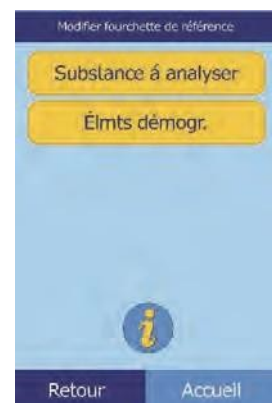 Modifier fourchette de référence
Substance á analyser
Élmts démogr.
i
Retour
Accueil